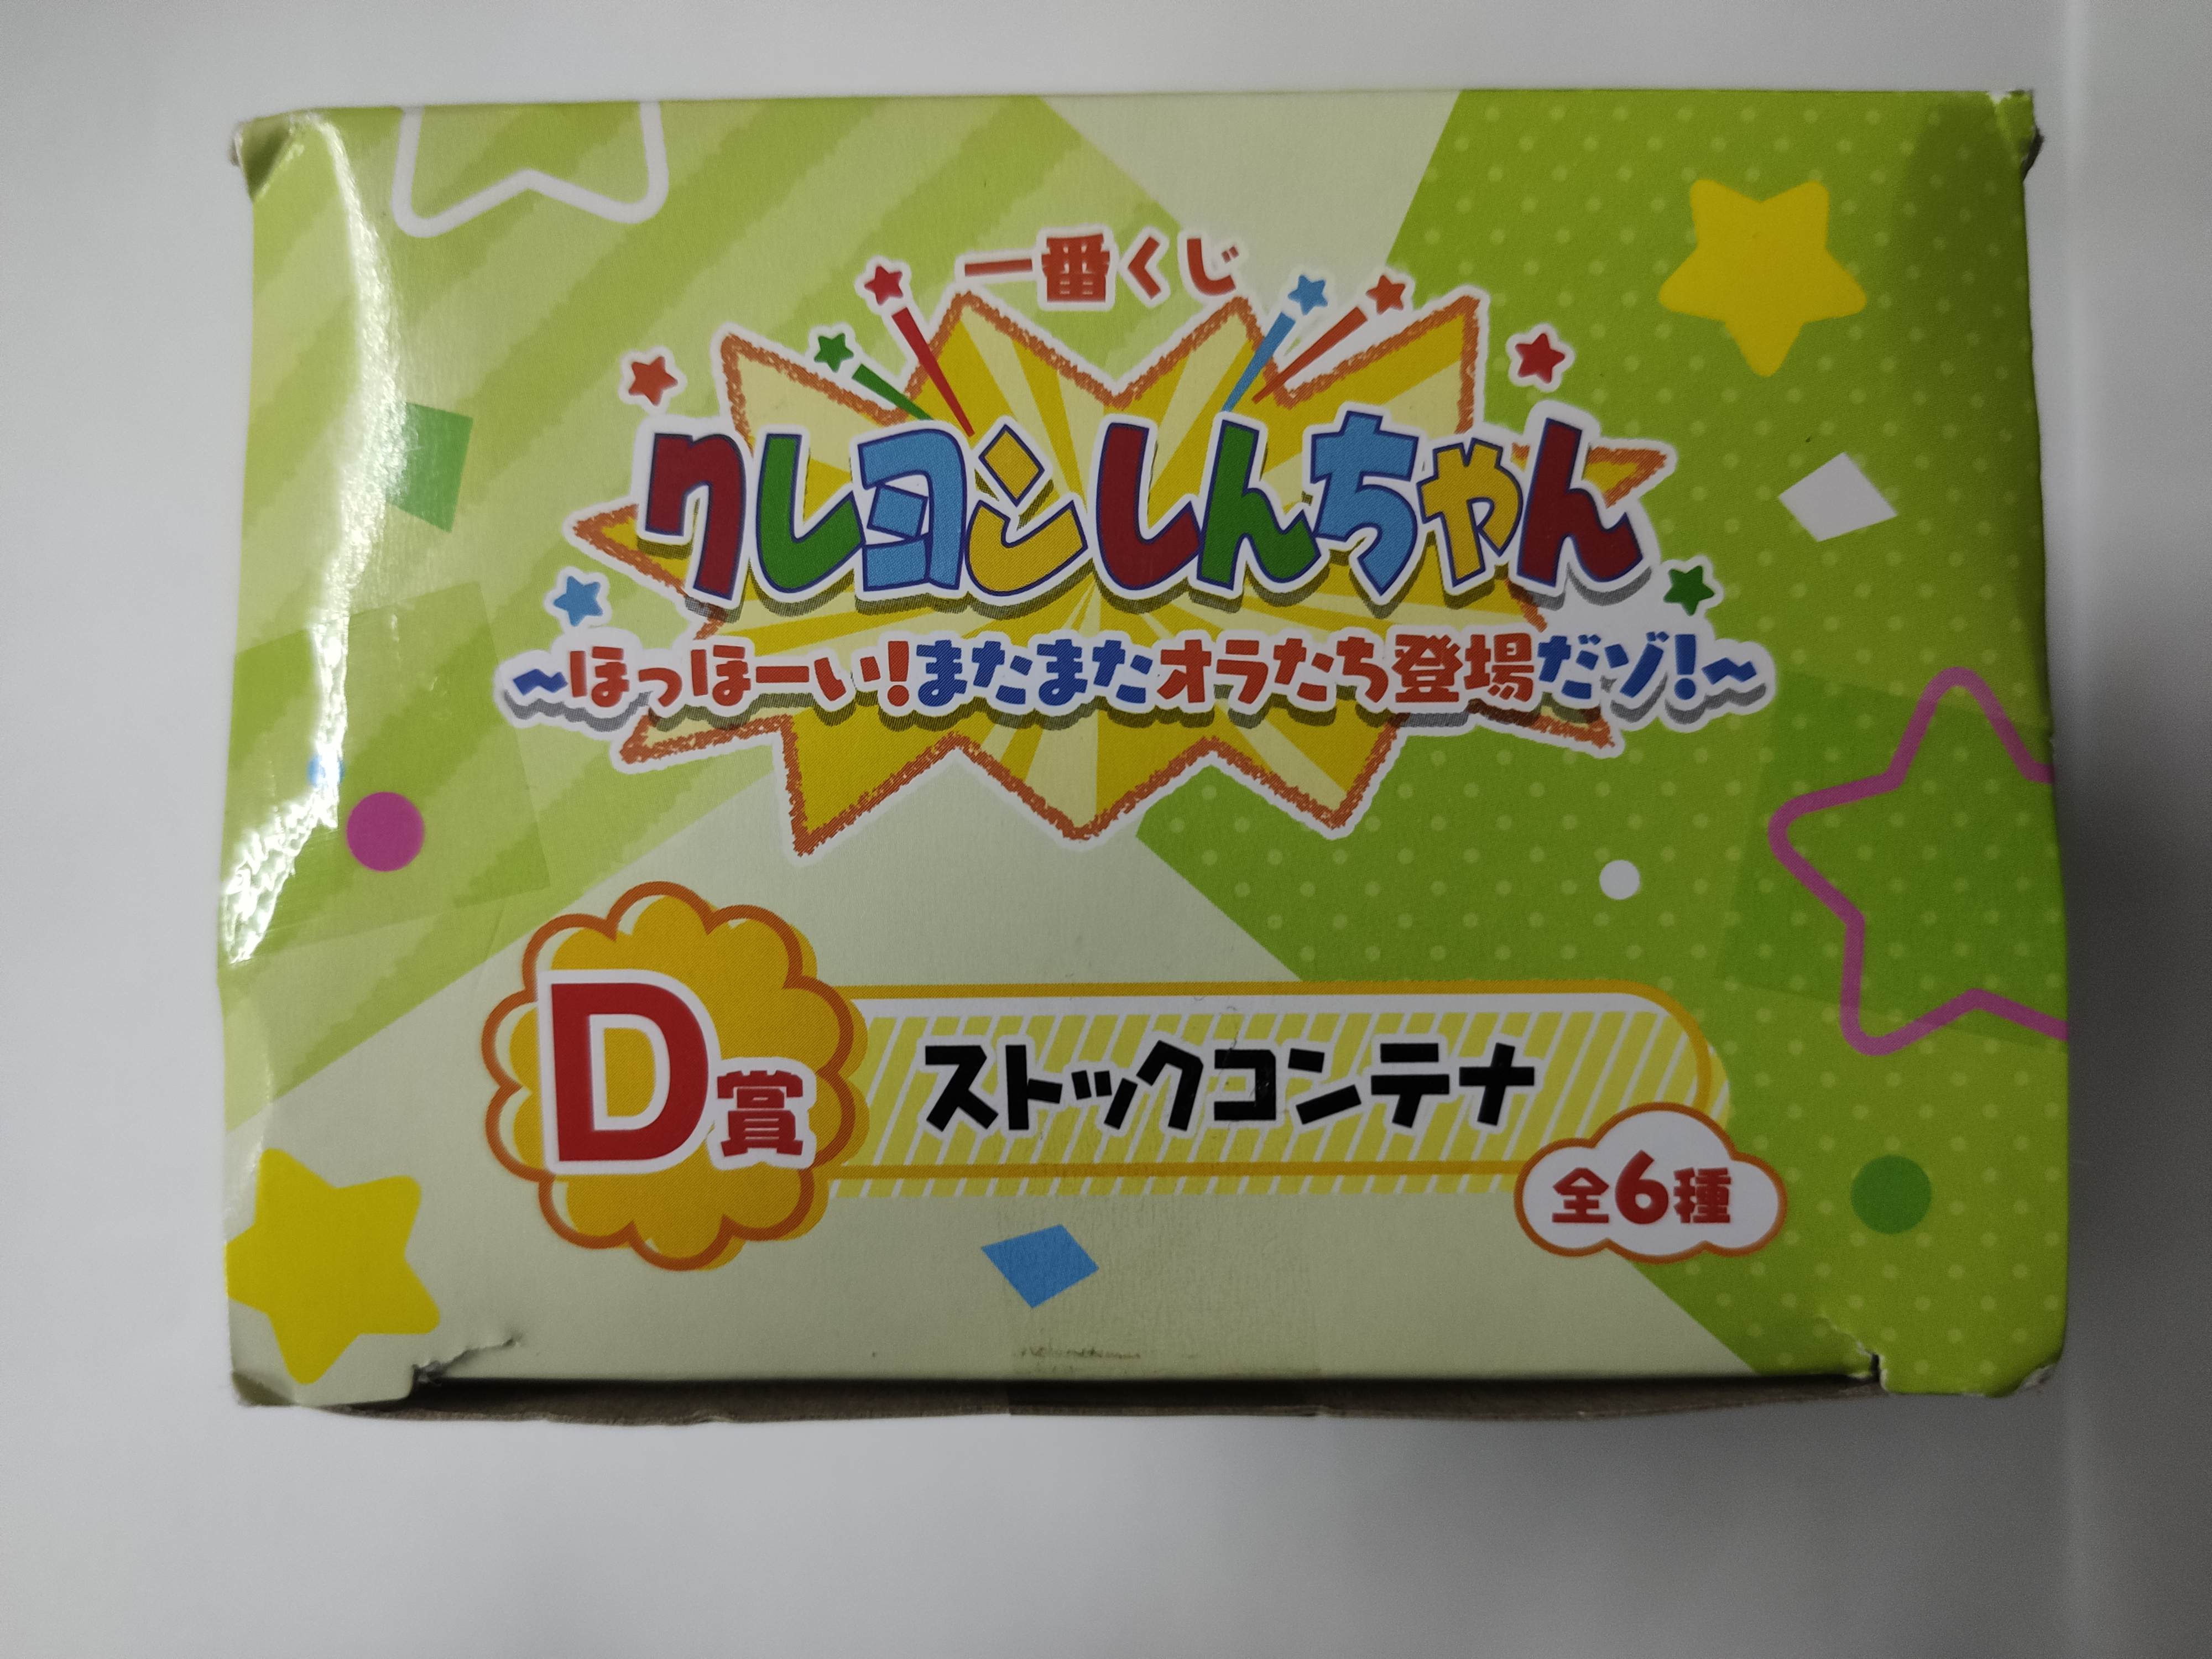 一番くじ
クレヨンしんちゃん
~ほっほーい!またまたオラたち登場だゾ!~
D賞
ストックコンテナ
全6種